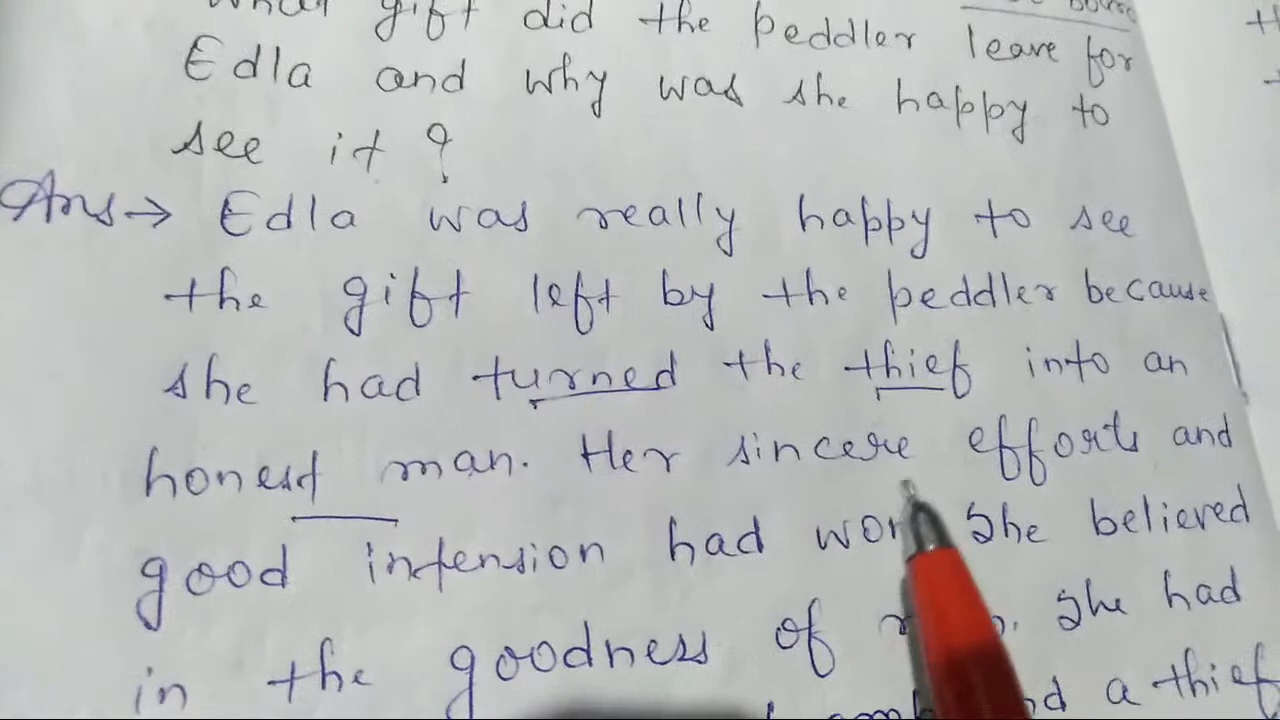 What gift did the peddler leave for
Edla and why was she happy to
see it?
Ans → Edla was really happy to see
the gift left by the peddler because
she had turned the thief into an
honest man. Her sincere efforts and
good intension had She believed
in the goodness of She had
a thief